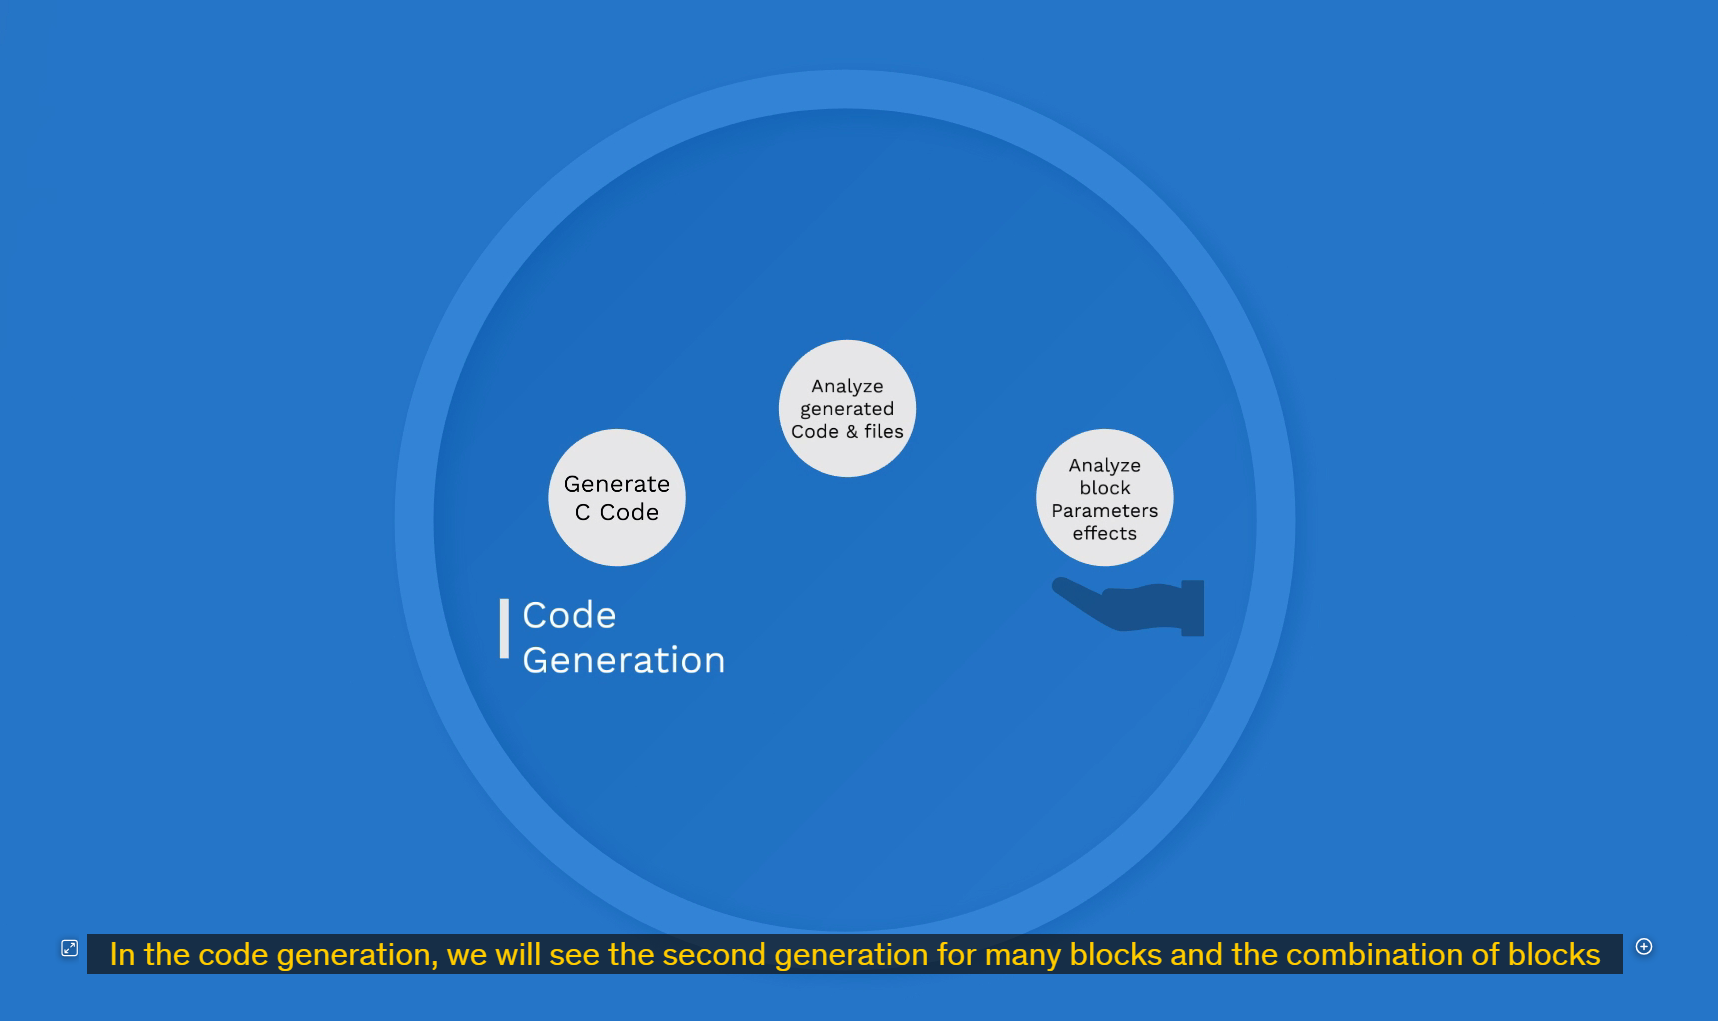 Analyze
generated
Code & files
Generate
C Code
Analyze
block
Parameters
effects
Code
Generation
In the code generation, we will see the second generation for many blocks and the combination of blocks